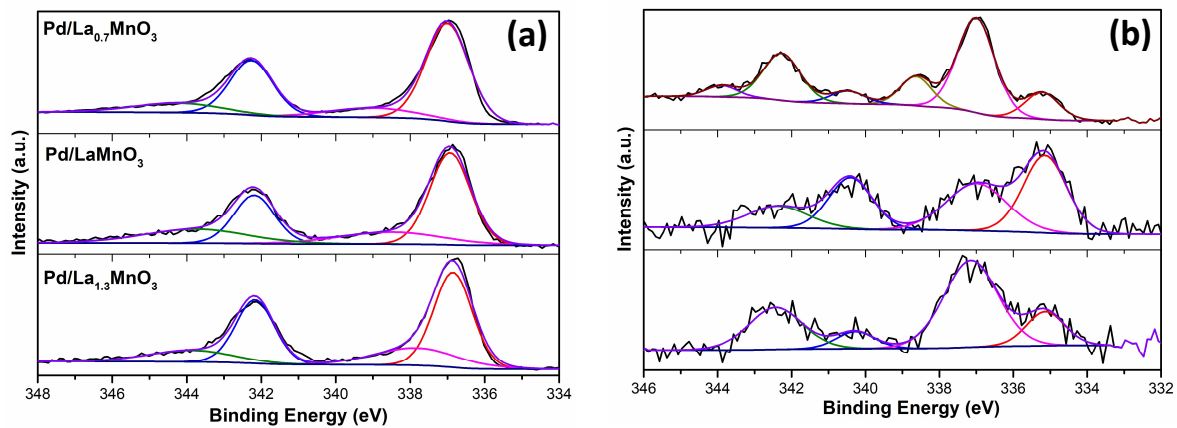 (a)
Pd/La0.7MnO3
Pd/LaMnO3
Pd/La1.3MnO3
Intensity (a.u.)
348 346 344 342 340 338 336 334
Binding Energy (eV)
(b)
Intensity (a.u.)
346 344 342 340 338 336 334 332
Binding Energy (eV)